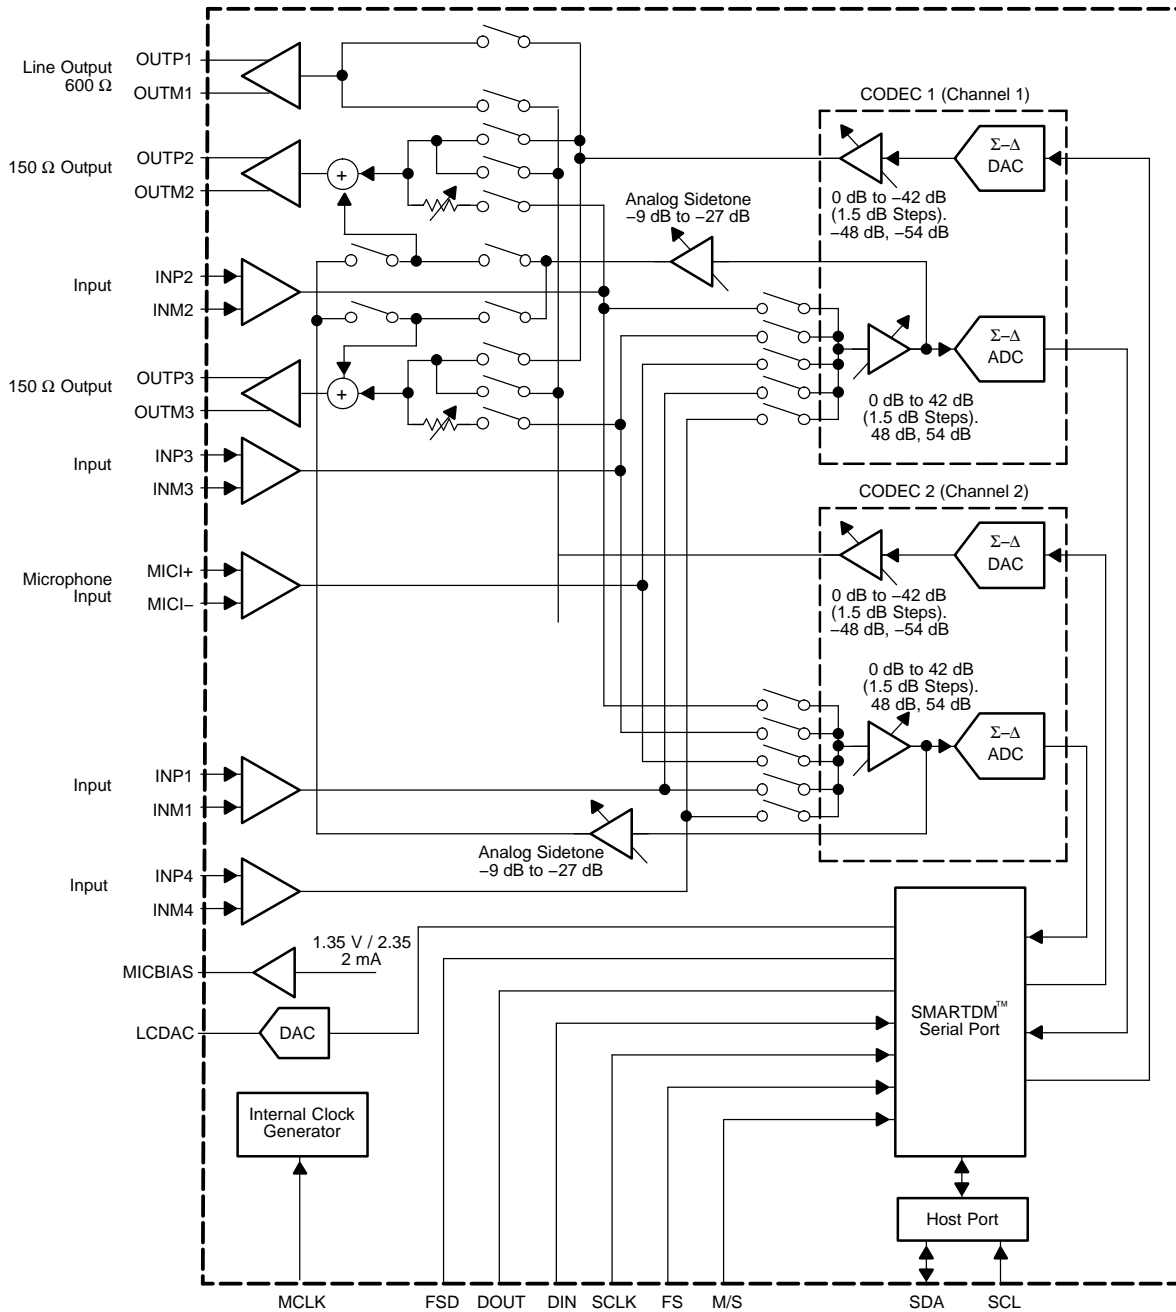 Line Output
600 Ω
OUTP1
OUTM1
CODEC 1 (Channel 1)
150 Ω Output
OUTP2
OUTM2
+
Σ–Δ
DAC
0 dB to –42 dB
(1.5 dB Steps).
–48 dB, –54 dB
Analog Sidetone
–9 dB to –27 dB
Input
INP2
INM2
Σ–Δ
ADC
150 Ω Output
OUTP3
OUTM3
+
0 dB to 42 dB
(1.5 dB Steps).
48 dB, 54 dB
Input
INP3
INM3
CODEC 2 (Channel 2)
Microphone
Input
MICI+
MICI–
Σ–Δ
DAC
0 dB to –42 dB
(1.5 dB Steps).
–48 dB, –54 dB
0 dB to 42 dB
(1.5 dB Steps).
48 dB, 54 dB
Σ–Δ
ADC
Input
INP1
INM1
Analog Sidetone
–9 dB to –27 dB
Input
INP4
INM4
1.35 V / 2.35
2 mA
MICBIAS
LCDAC
DAC
SMARTDM™
Serial Port
Internal Clock
Generator
Host Port
MCLK
FSD
DOUT
DIN
SCLK
FS
M/S
SDA
SCL